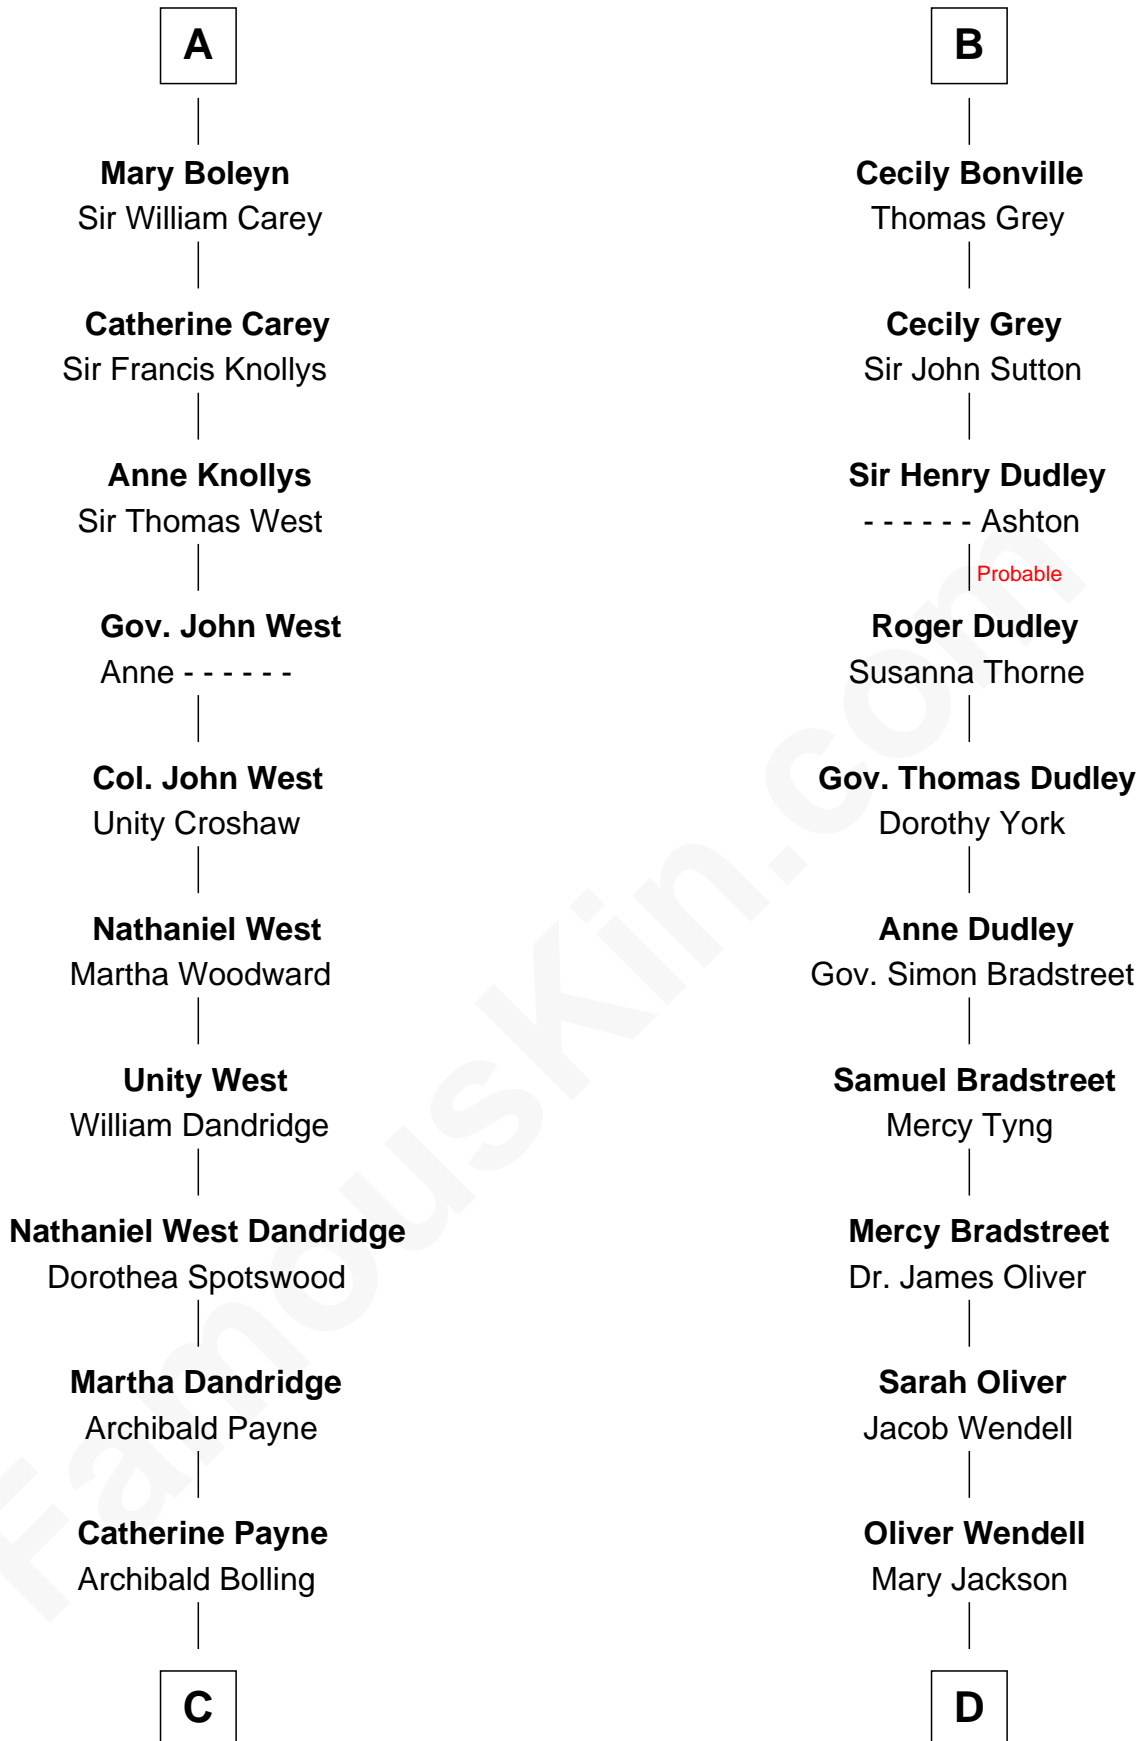 A
Mary Boleyn
Sir William Carey
Catherine Carey
Sir Francis Knollys
Anne Knollys
Sir Thomas West
Gov. John West
Anne - - - - - -
Col. John West
Unity Croshaw
Nathaniel West
Martha Woodward
Unity West
William Dandridge
Nathaniel West Dandridge
Dorothea Spotswood
Martha Dandridge
Archibald Payne
Catherine Payne
Archibald Bolling
C
B
Cecily Bonville
Thomas Grey
Cecily Grey
Sir John Sutton
Sir Henry Dudley
- - - - - - Ashton
Probable
Roger Dudley
Susanna Thorne
Gov. Thomas Dudley
Dorothy York
Anne Dudley
Gov. Simon Bradstreet
Samuel Bradstreet
Mercy Tyng
Mercy Bradstreet
Dr. James Oliver
Sarah Oliver
Jacob Wendell
Oliver Wendell
Mary Jackson
D
FamousKin.com